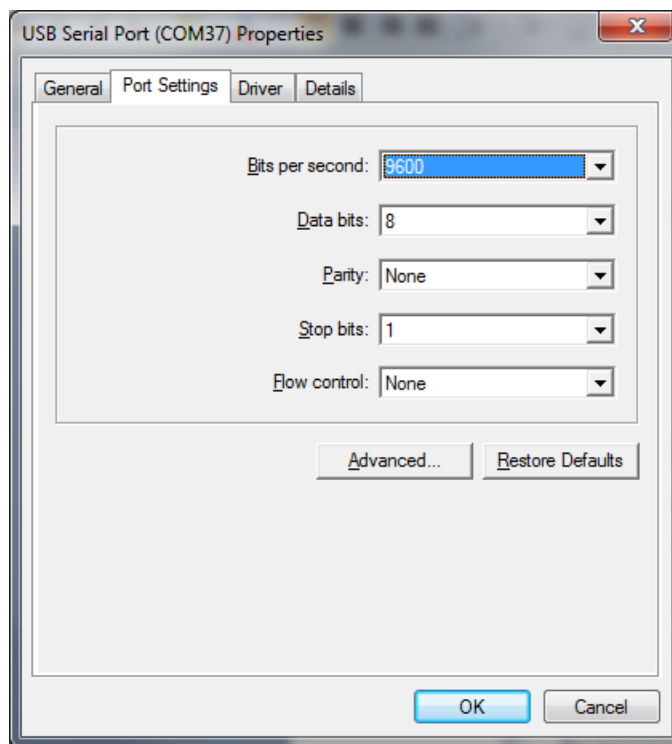 USB Serial Port (COM37) Properties
General Port Settings Driver Details
Bits per second: 9600
Data bits: 8
Parity: None
Stop bits: 1
Flow control: None
Advanced... Restore Defaults
OK Cancel